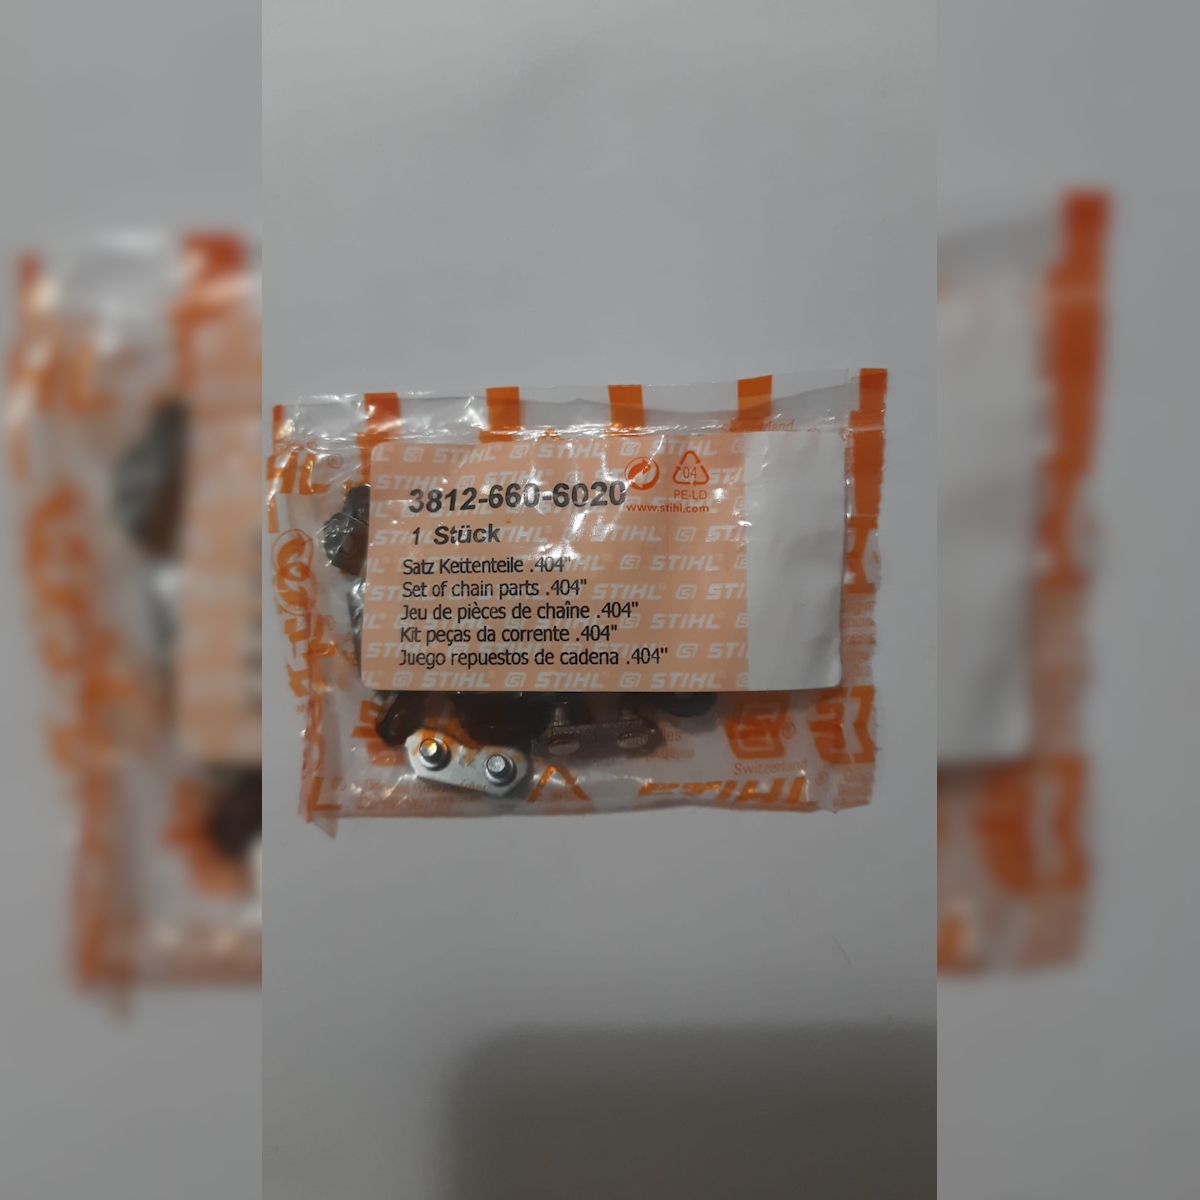 3812-660-6020
1 Stück
Satz Kettenteile .404"
Set of chain parts .404"
Jeu de pièces de chaîne .404"
Kit peças da corrente .404"
Juego repuestos de cadena .404"
04
PE-LD
www.stihl.com
STIHL
Switzerland